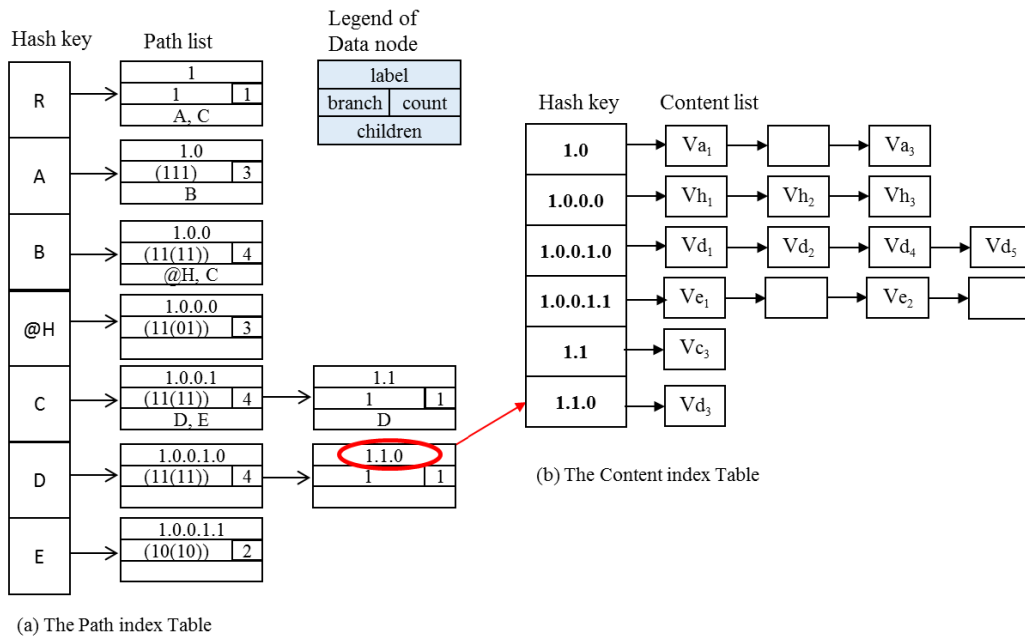 Hash key
Path list
Legend of
Data node
label
branch
count
children
R
1
1
1
A, C
A
1.0
(111)
3
B
B
1.0.0
(11(11))
4
@H, C
@H
1.0.0.0
(11(01))
3
C
1.0.0.1
(11(11))
4
D, E
1.1
1
1
D
D
1.0.0.1.0
(11(11))
4
1.1.0
1
1
E
1.0.0.1.1
(10(10))
2
(a) The Path index Table
Hash key
Content list
1.0
Va1
Va3
1.0.0.0
Vh1
Vh2
Vh3
1.0.0.1.0
Vd1
Vd2
Vd4
Vd5
1.0.0.1.1
Ve1
Ve2
1.1
Vc3
1.1.0
Vd3
(b) The Content index Table